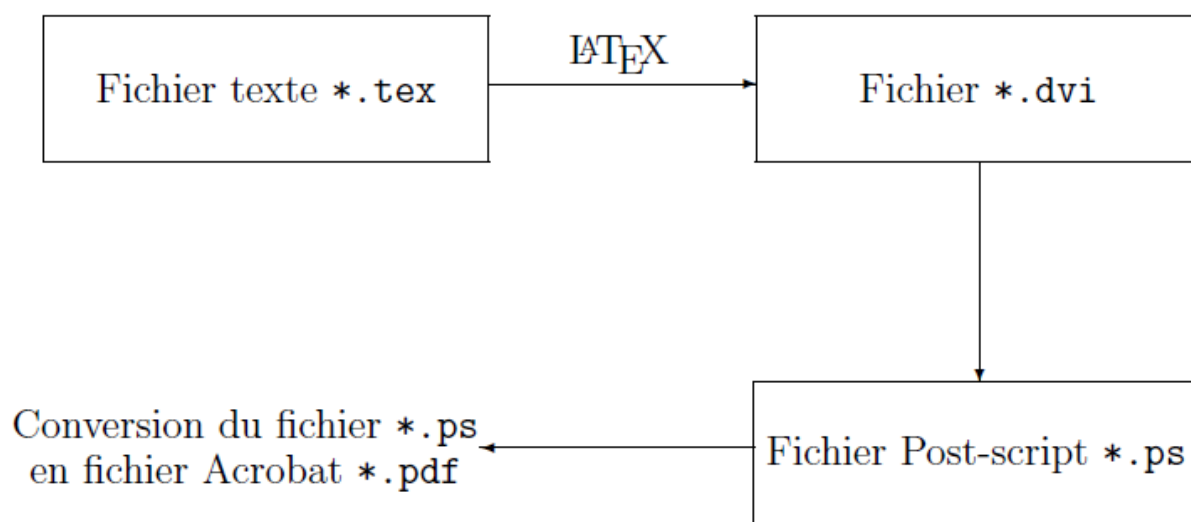 Fichier texte *.tex
LATEX
Fichier *.dvi
Fichier Post-script *.ps
Conversion du fichier *.ps
en fichier Acrobat *.pdf